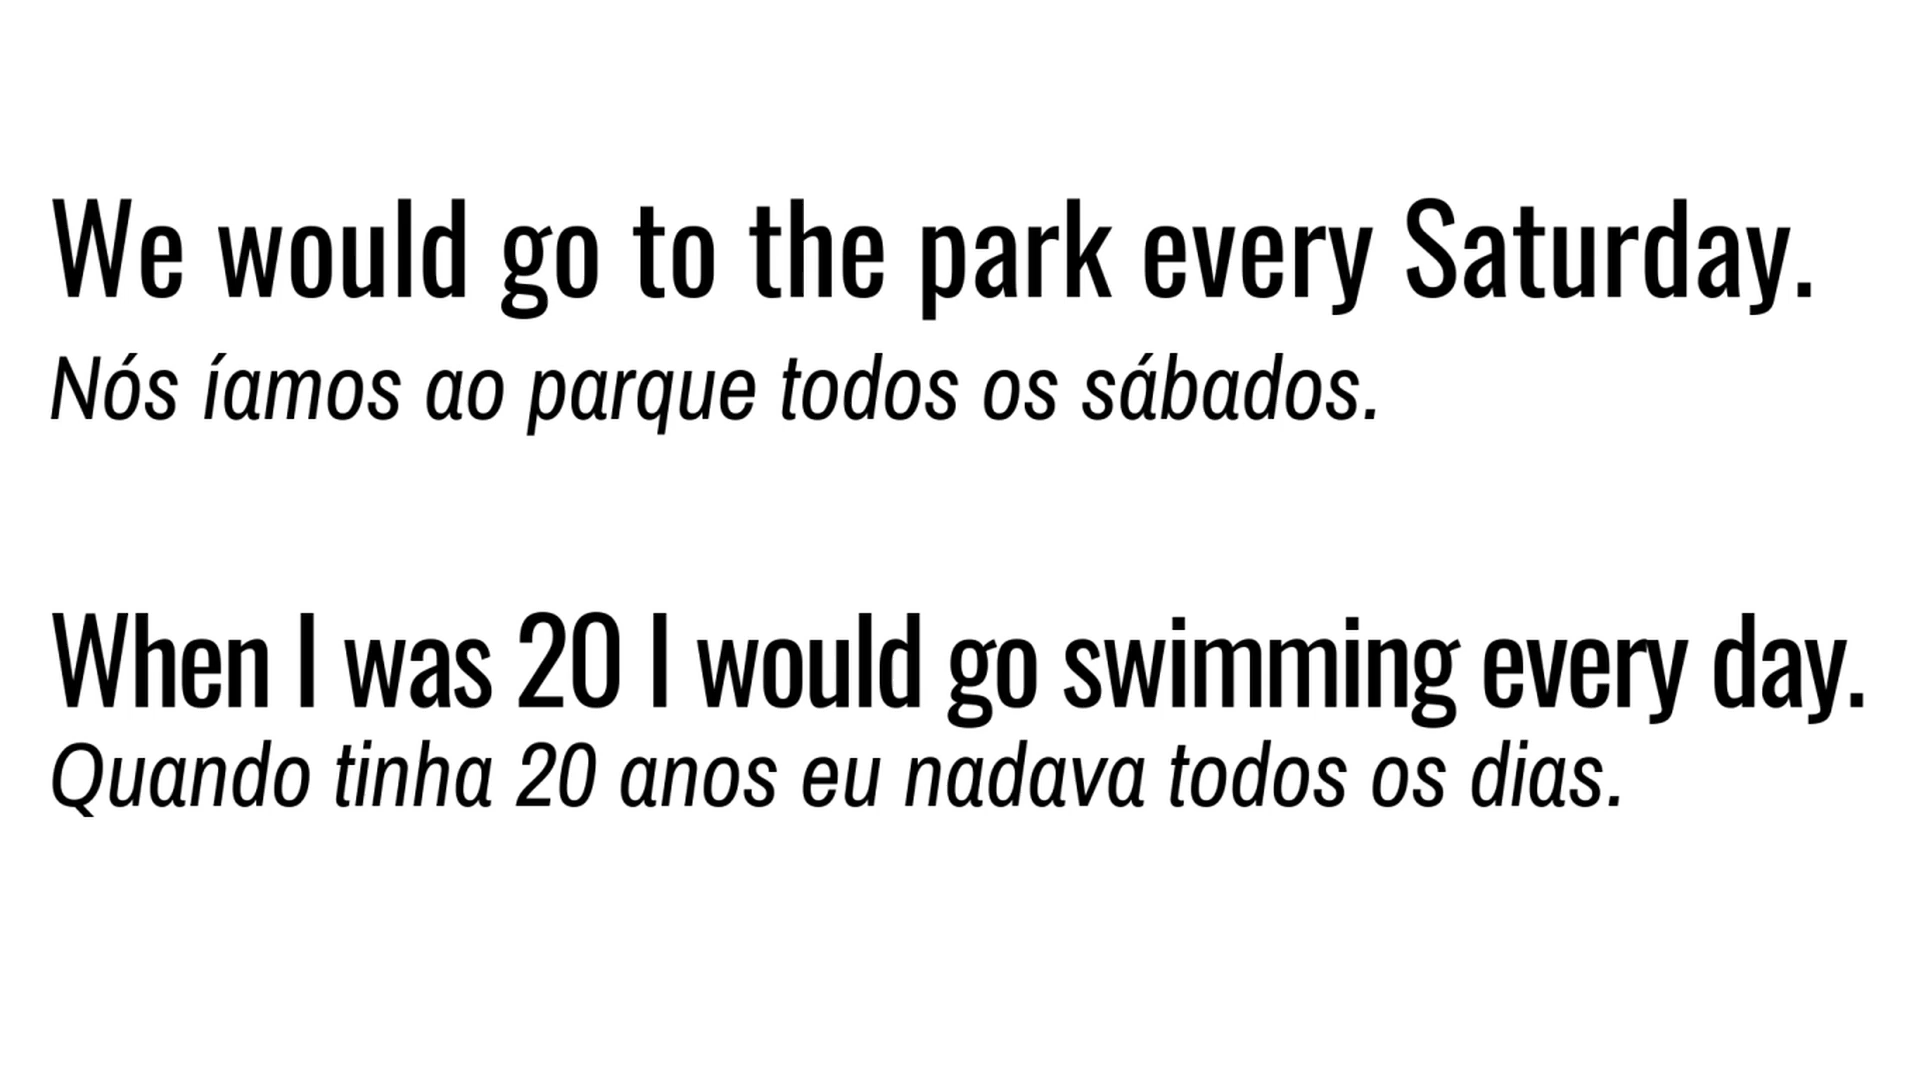 We would go to the park every Saturday.
Nós íamos ao parque todos os sábados.
When I was 20 I would go swimming every day.
Quando tinha 20 anos eu nadava todos os dias.